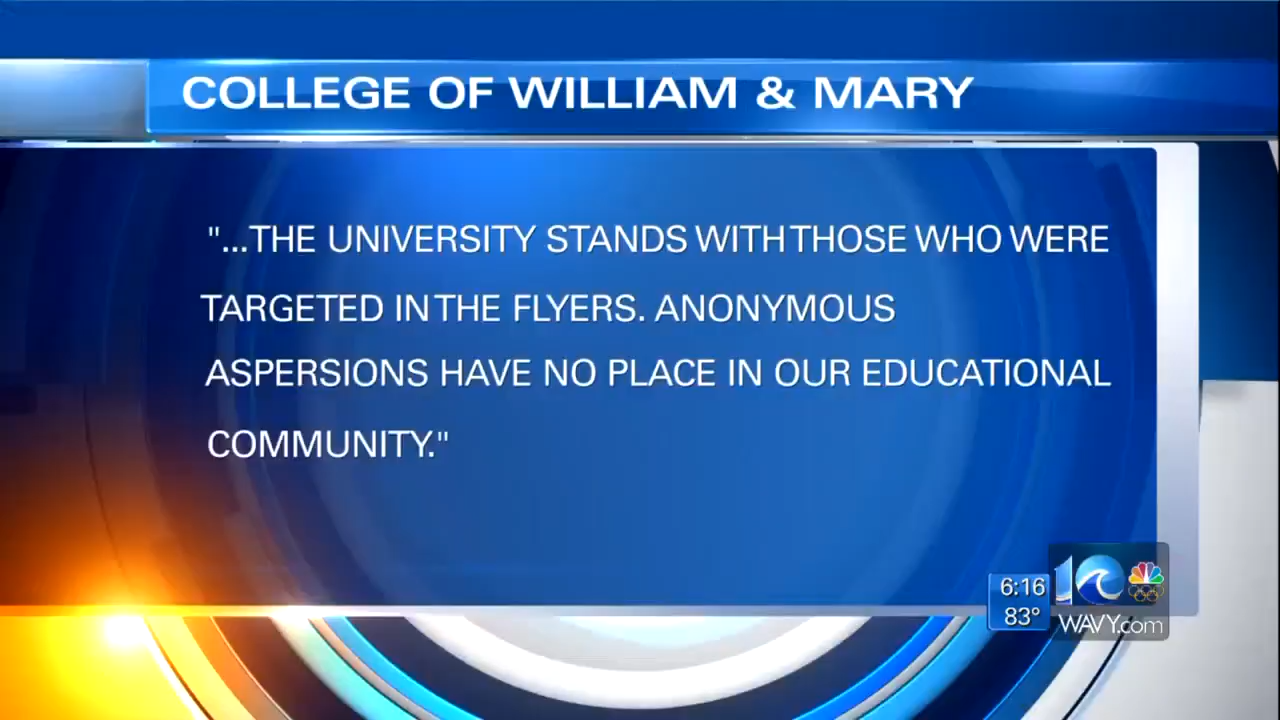 COLLEGE OF WILLIAM & MARY
"...THE UNIVERSITY STANDS WITH THOSE WHO WERE
TARGETED IN THE FLYERS. ANONYMOUS
ASPERSIONS HAVE NO PLACE IN OUR EDUCATIONAL
COMMUNITY."
6:16
83°
10
WAVY.com